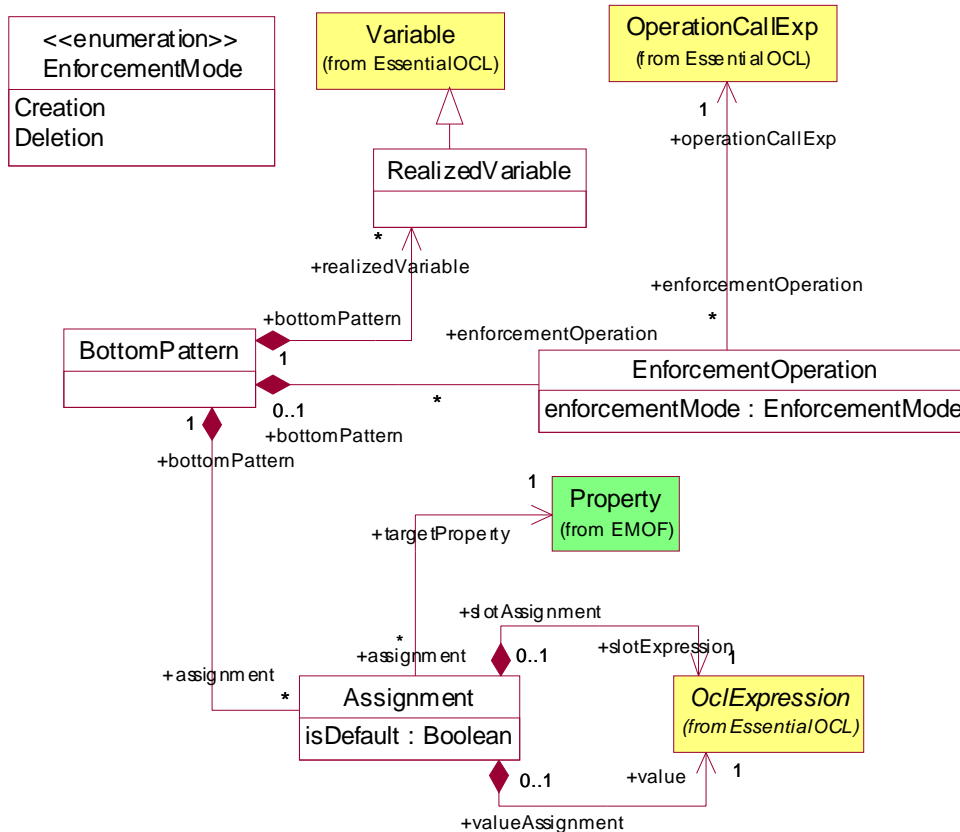 <<enumeration>>
EnforcementMode
Creation
Deletion
Variable
(from EssentialOCL)
OperationCallExp
(from EssentialOCL)
1
+operationCallExp
RealizedVariable
*
+realizedVariable
+enforcementOperation
*
+bottomPattern
1
BottomPattern
+enforcementOperation
*
0..1
+bottomPattern
EnforcementOperation
enforcementMode : EnforcementMode
1
+bottomPattern
1
Property
(from EMOF)
+targetProperty
*
+assignment
+slotAssignment
0..1
+slotExpression
1
+assignment
*
Assignment
isDefault : Boolean
OclExpression
(from EssentialOCL)
0..1
+value
1
+valueAssignment